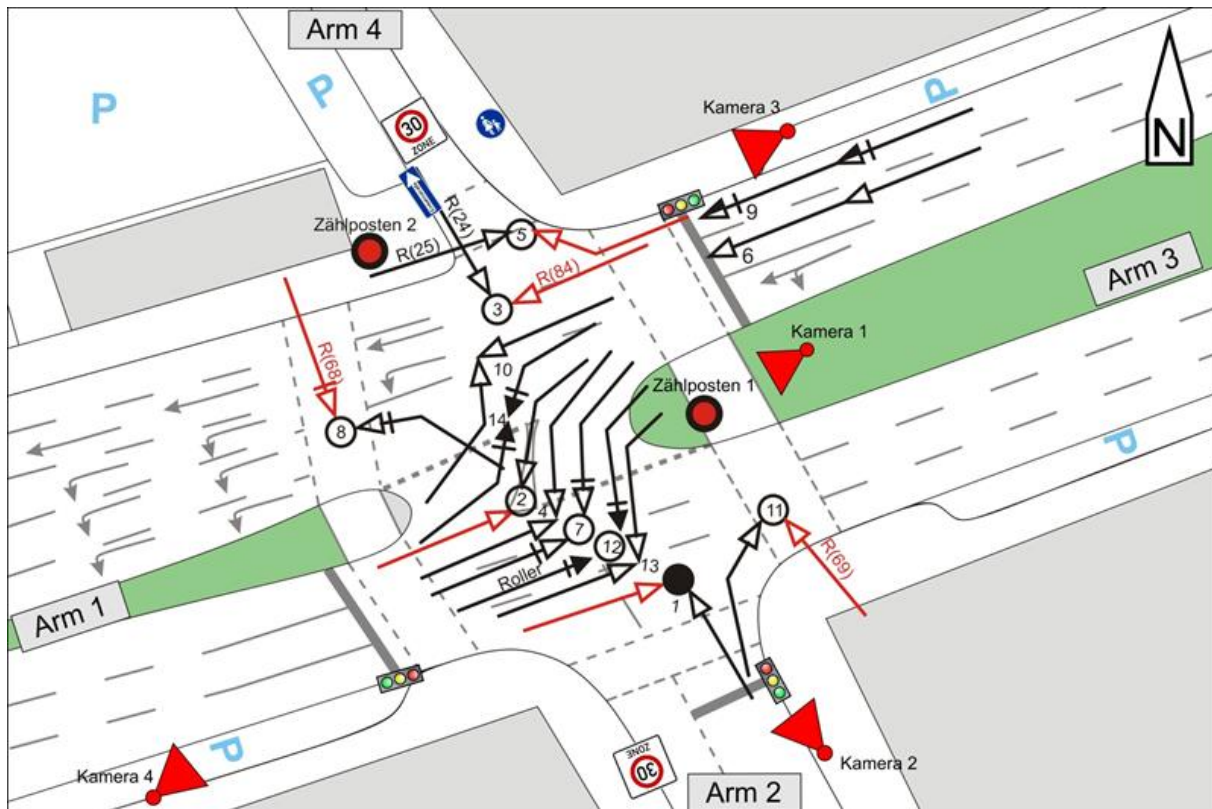 Arm 4
P
P
P
30
ZONE
Kamera 3
N
R(24)
Zählposten 2
R(25)
5
9
6
R(84)
3
Arm 3
Kamera 1
R(68)
10
Zählposten 1
8
14
2
4
7
12
11
Roller
13
1
R(69)
P
Arm 1
P
Kamera 4
ZONE
30
Kamera 2
Arm 2